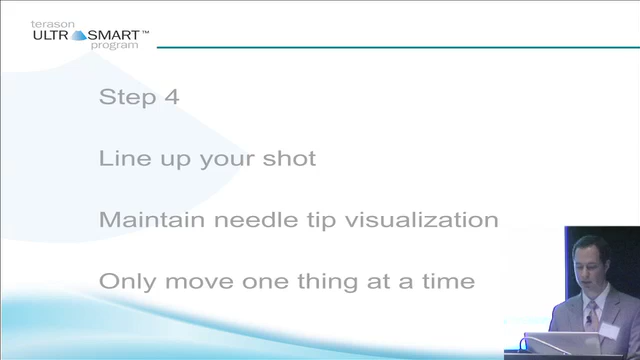 terason
ULTRASMART™
program
Step 4
Line up your shot
Maintain needle tip visualization
Only move one thing at a time